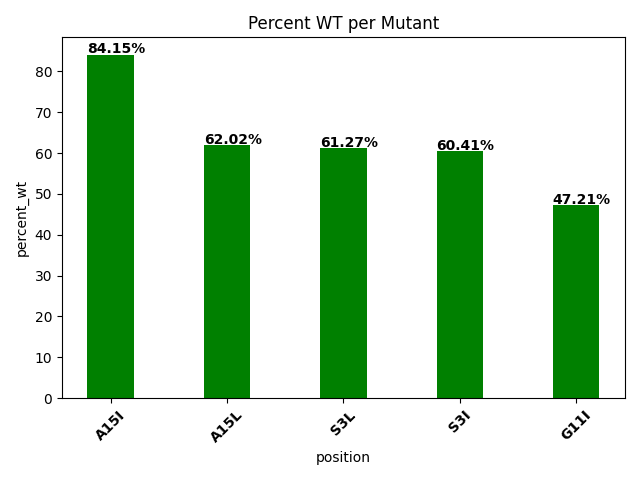 Percent WT per Mutant
84.15%
62.02%
61.27%
60.41%
47.21%
percent_wt
80
70
60
50
40
30
20
10
0
A15I
A15L
S3L
S3I
G11I
position